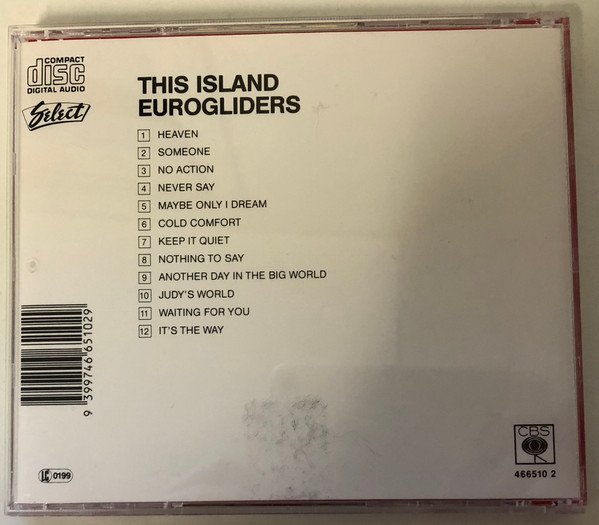 COMPACT
disc
DIGITAL AUDIO
Select
THIS ISLAND
EUROGLIDERS
1 HEAVEN
2 SOMEONE
3 NO ACTION
4 NEVER SAY
5 MAYBE ONLY I DREAM
6 COLD COMFORT
7 KEEP IT QUIET
8 NOTHING TO SAY
9 ANOTHER DAY IN THE BIG WORLD
10 JUDY'S WORLD
11 WAITING FOR YOU
12 IT'S THE WAY
9 399746 651029
LC 0199
CBS
466510 2